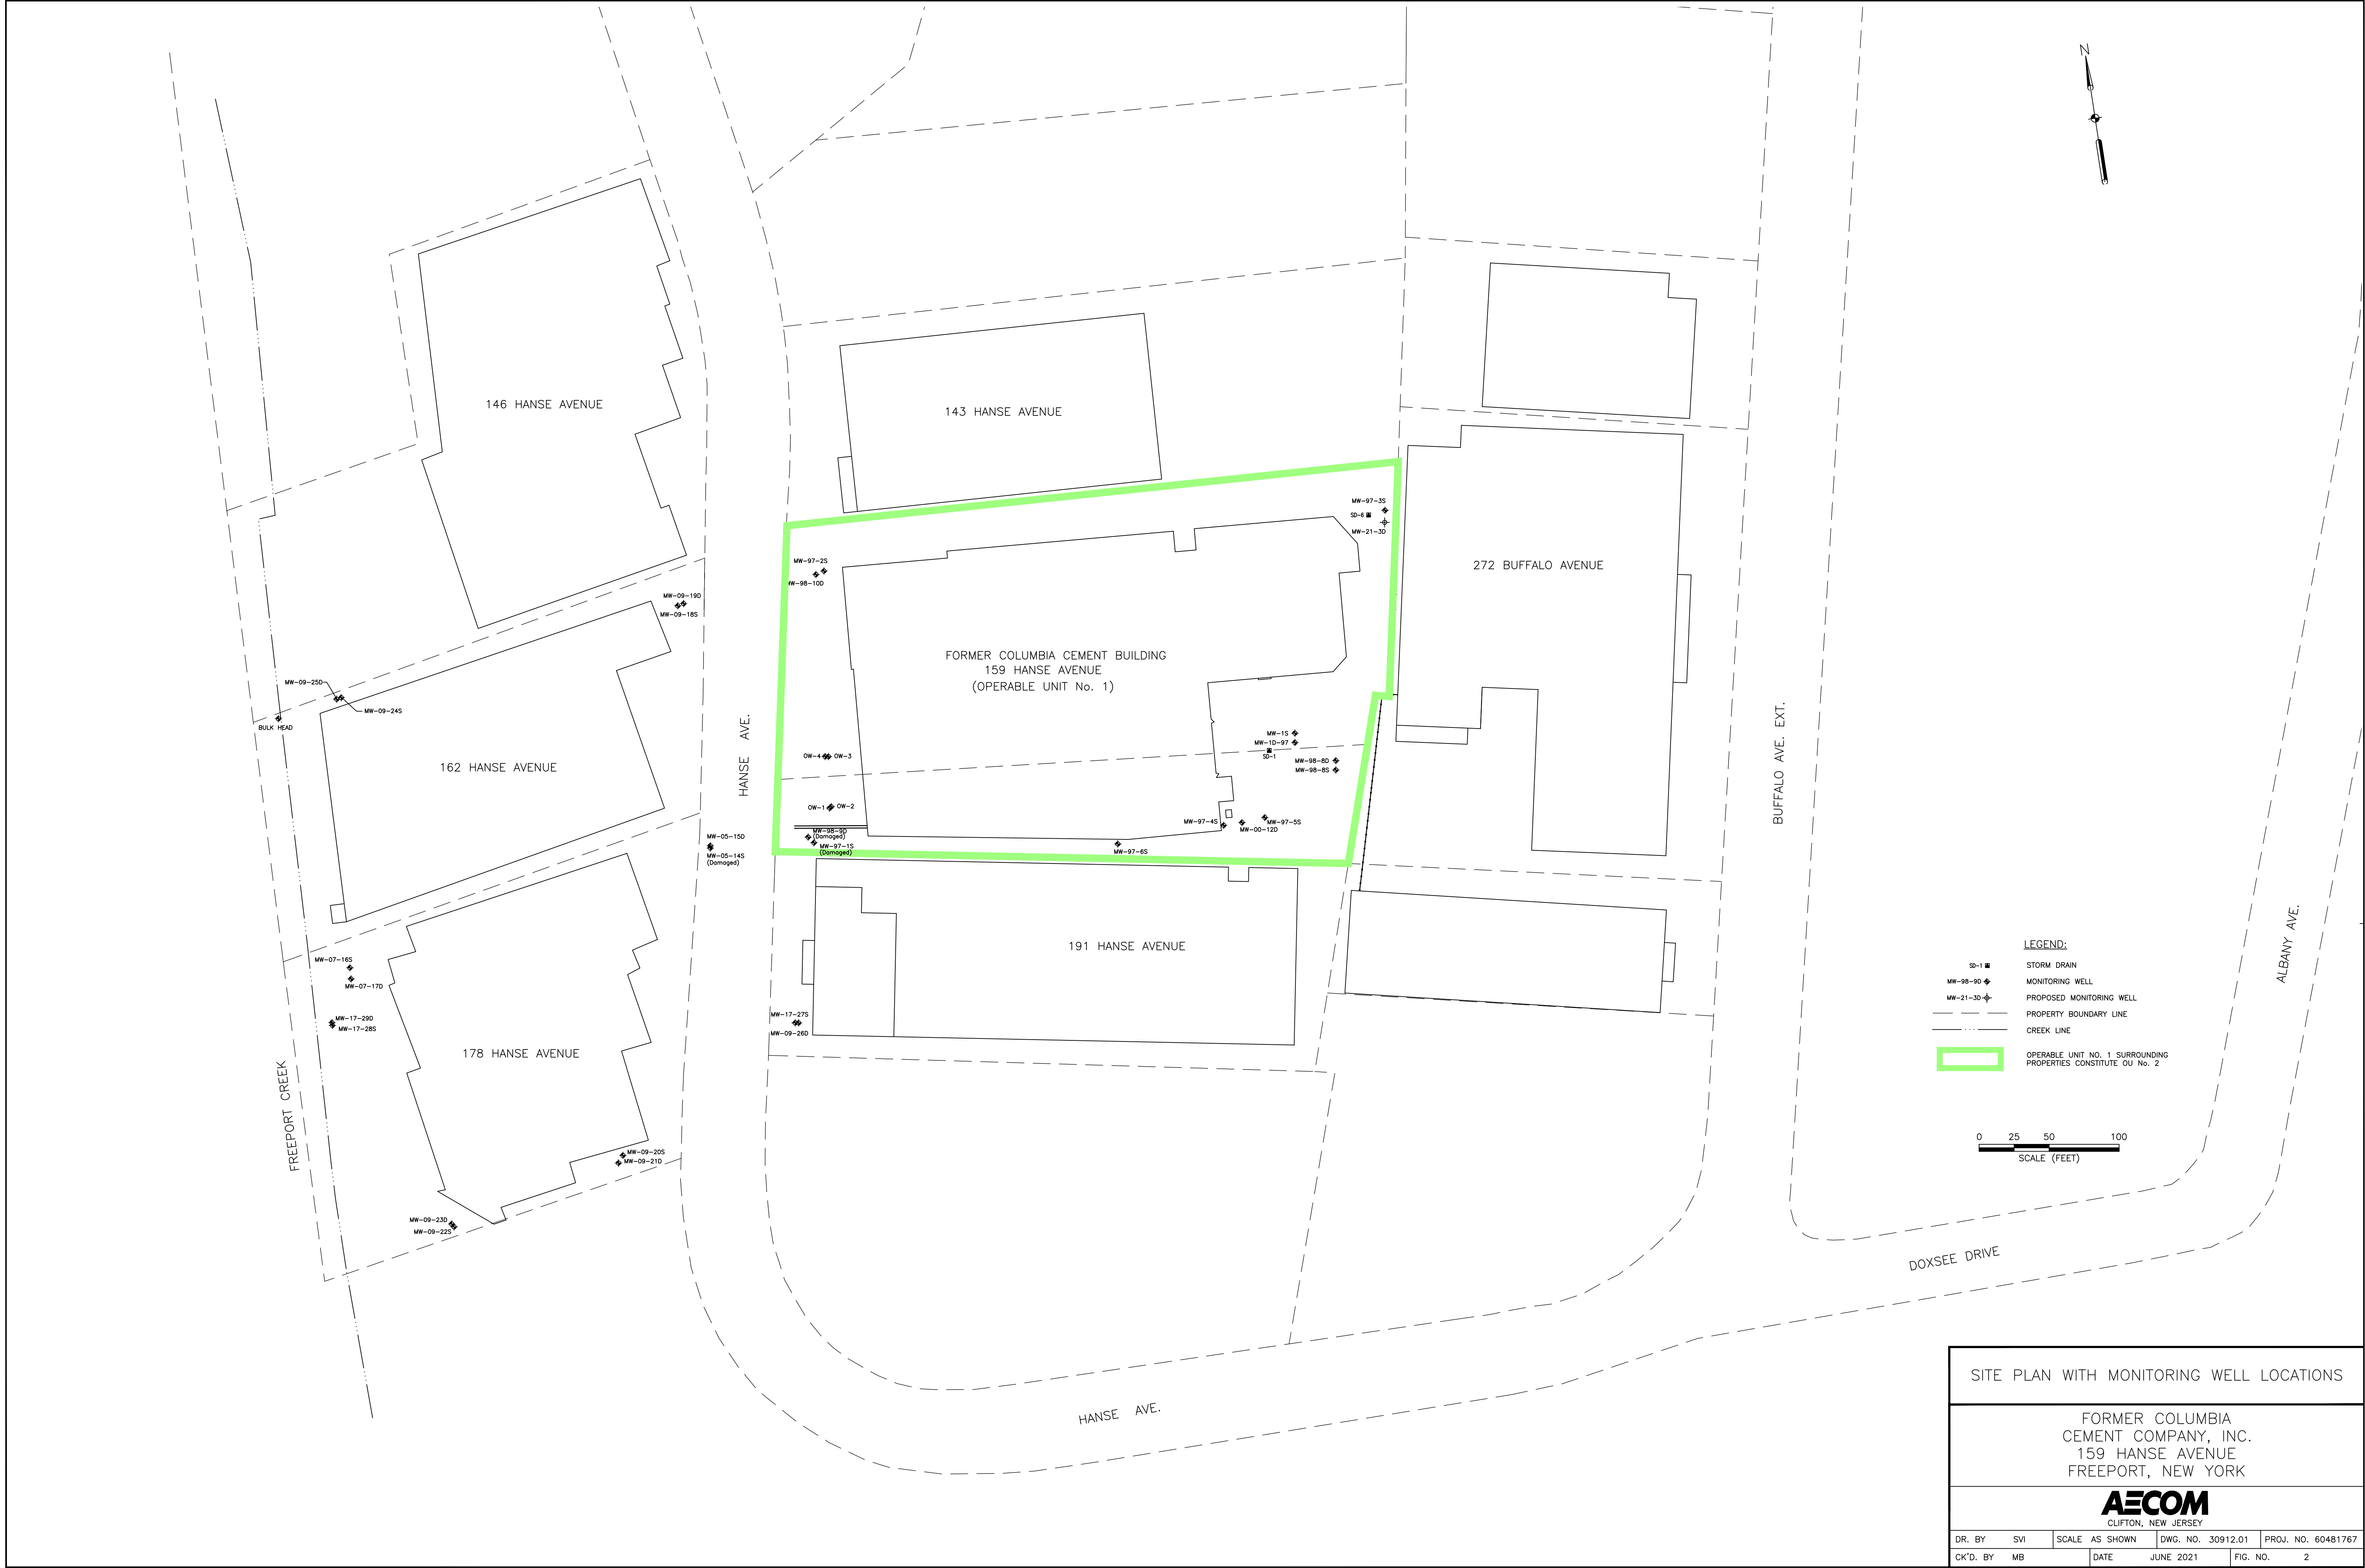 N
146 HANSE AVENUE
143 HANSE AVENUE
MW-97-3S
SD-6
MW-21-3D
272 BUFFALO AVENUE
MW-97-2S
MW-98-10D
MW-09-19D
MW-09-18S
FORMER COLUMBIA CEMENT BUILDING
159 HANSE AVENUE
(OPERABLE UNIT No. 1)
MW-09-25D
MW-09-24S
BULK HEAD
162 HANSE AVENUE
HANSE AVE.
OW-4
OW-3
OW-1
OW-2
MW-1S
MW-1D-97
SD-1
MW-98-8D
MW-98-8S
BUFFALO AVE. EXT.
MW-98-9D
(Damaged)
MW-97-1S
(Damaged)
MW-05-15D
MW-05-14S
(Damaged)
MW-97-4S
MW-00-12D
MW-97-5S
MW-97-6S
191 HANSE AVENUE
MW-07-16S
MW-07-17D
MW-17-29D
MW-17-28S
MW-17-27S
MW-09-26D
178 HANSE AVENUE
FREEPORT CREEK
MW-09-20S
MW-09-21D
MW-09-23D
MW-09-22S
ALBANY AVE.
LEGEND:
SD-1 STORM DRAIN
MW-98-9D MONITORING WELL
MW-21-3D PROPOSED MONITORING WELL
PROPERTY BOUNDARY LINE
CREEK LINE
OPERABLE UNIT NO. 1 SURROUNDING
PROPERTIES CONSTITUTE OU No. 2
0 25 50 100
SCALE (FEET)
DOXSEE DRIVE
HANSE AVE.
SITE PLAN WITH MONITORING WELL LOCATIONS
FORMER COLUMBIA
CEMENT COMPANY, INC.
159 HANSE AVENUE
FREEPORT, NEW YORK
AECOM
CLIFTON, NEW JERSEY
DR. BY SVI SCALE AS SHOWN DWG. NO. 30912.01 PROJ. NO. 60481767
CK'D. BY MB DATE JUNE 2021 FIG. NO. 2